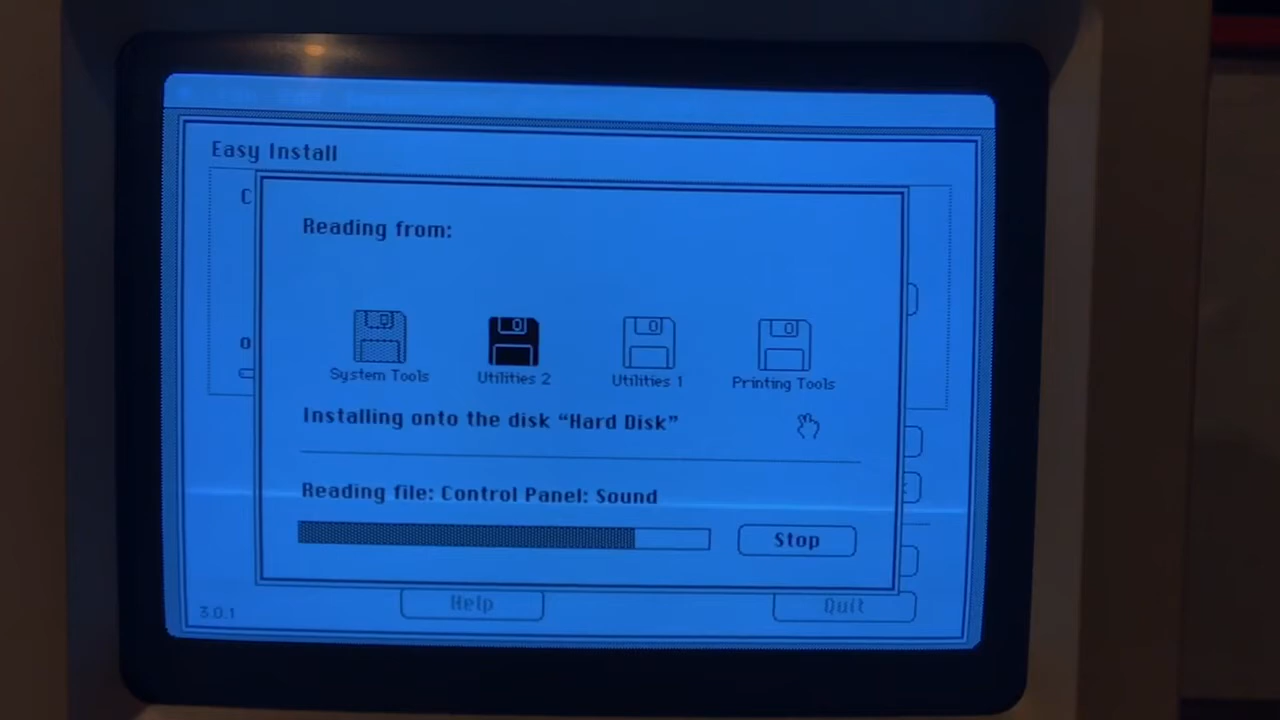 Easy Install
C
Reading from:
System Tools
Utilities 2
Utilities 1
Printing Tools
Installing onto the disk “Hard Disk”
Reading file: Control Panel: Sound
Stop
Help
Quit
3.0.1